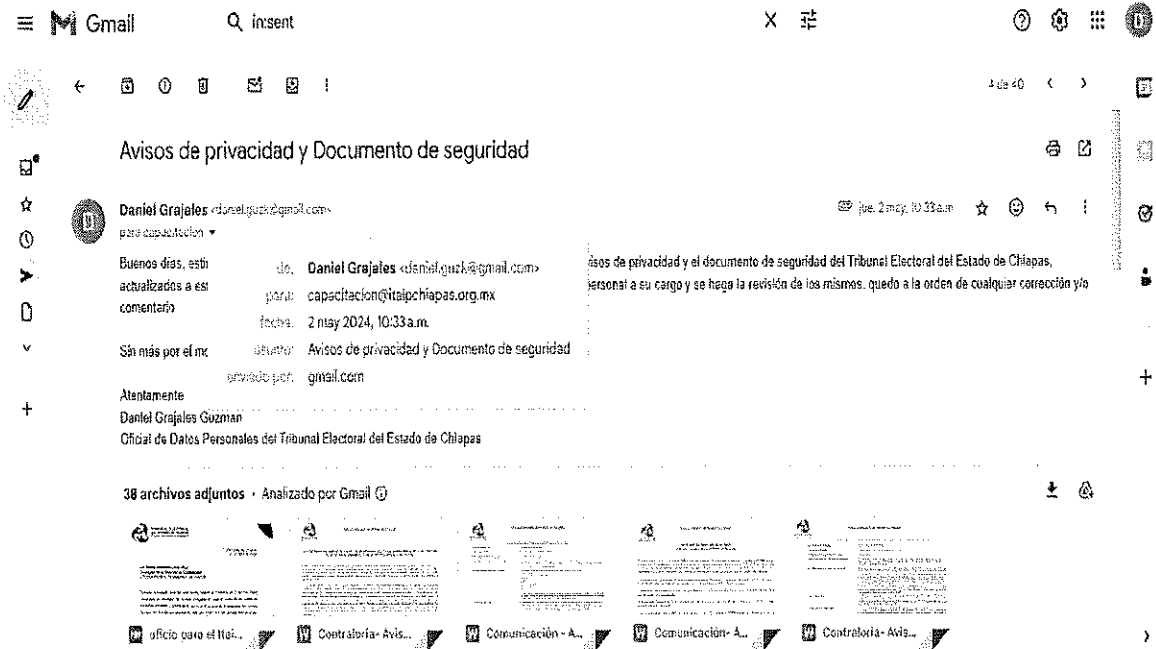 Gmail
in:sent
4 de 40
Avisos de privacidad y Documento de seguridad
Daniel Grajales <daniel.guzk@gmail.com>
jue, 2 may, 10:33 a.m.
para capacitacion
Buenos días, esti
isos de privacidad y el documento de seguridad del Tribunal Electoral del Estado de Chiapas,
actualizados a est
personal a su cargo y se haga la revisión de los mismos. quedo a la orden de cualquier corrección y/o
comentario
Sin más por el mo
de: Daniel Grajales <daniel.guzk@gmail.com>
para: capacitacion@itaipchiapas.org.mx
fecha: 2 may 2024, 10:33 a.m.
asunto: Avisos de privacidad y Documento de seguridad
enviado por: gmail.com
Atentamente
Daniel Grajales Guzman
Oficial de Datos Personales del Tribunal Electoral del Estado de Chiapas
38 archivos adjuntos • Analizado por Gmail
oficio para el Itai...
Contraloria- Avis...
Comunicación - A...
Comunicación- A...
Contraloria- Avis...